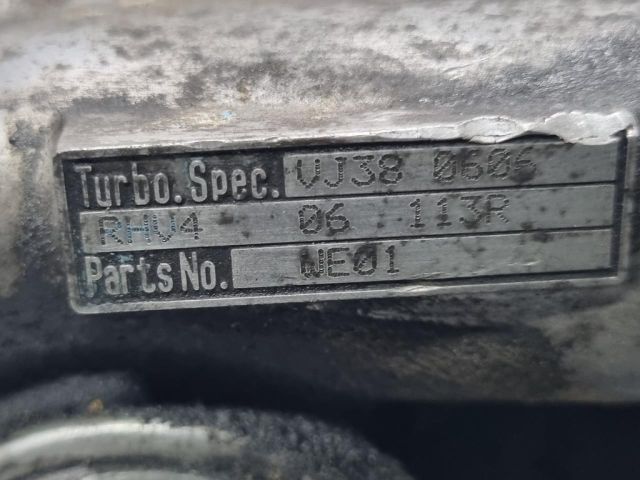 Turbo. Spec. VJ38 0606
RHV4 06 113R
Parts No. WE01